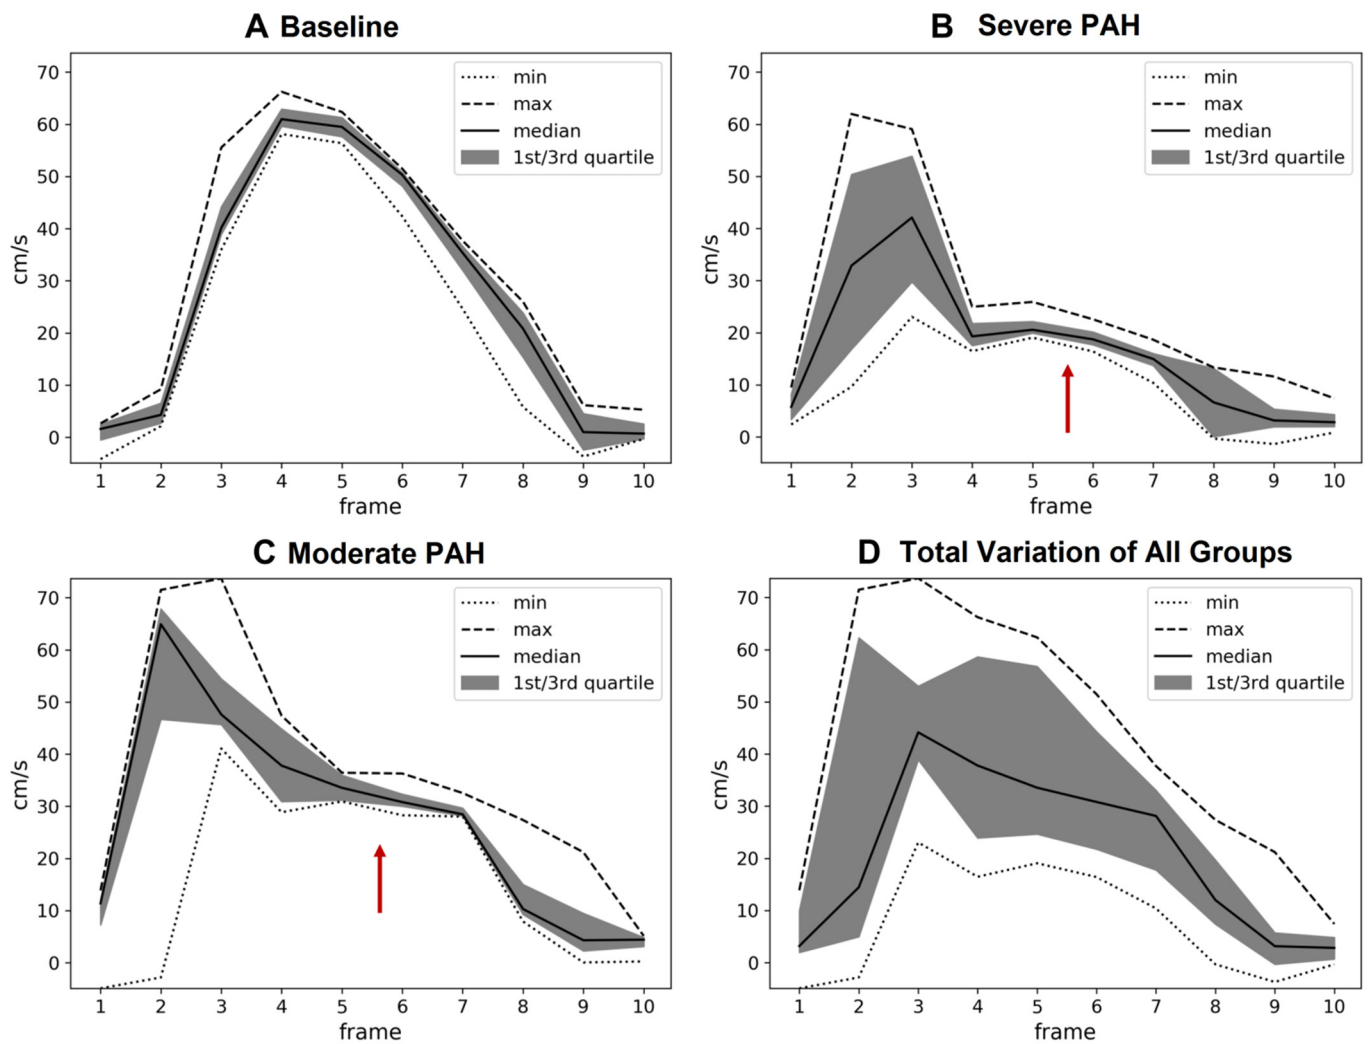 A Baseline
70
60
50
40
30
20
10
0
cm/s
min
max
median
1st/3rd quartile
1 2 3 4 5 6 7 8 9 10
frame
B Severe PAH
70
60
50
40
30
20
10
0
cm/s
min
max
median
1st/3rd quartile
1 2 3 4 5 6 7 8 9 10
frame
C Moderate PAH
70
60
50
40
30
20
10
0
cm/s
min
max
median
1st/3rd quartile
1 2 3 4 5 6 7 8 9 10
frame
D Total Variation of All Groups
70
60
50
40
30
20
10
0
cm/s
min
max
median
1st/3rd quartile
1 2 3 4 5 6 7 8 9 10
frame